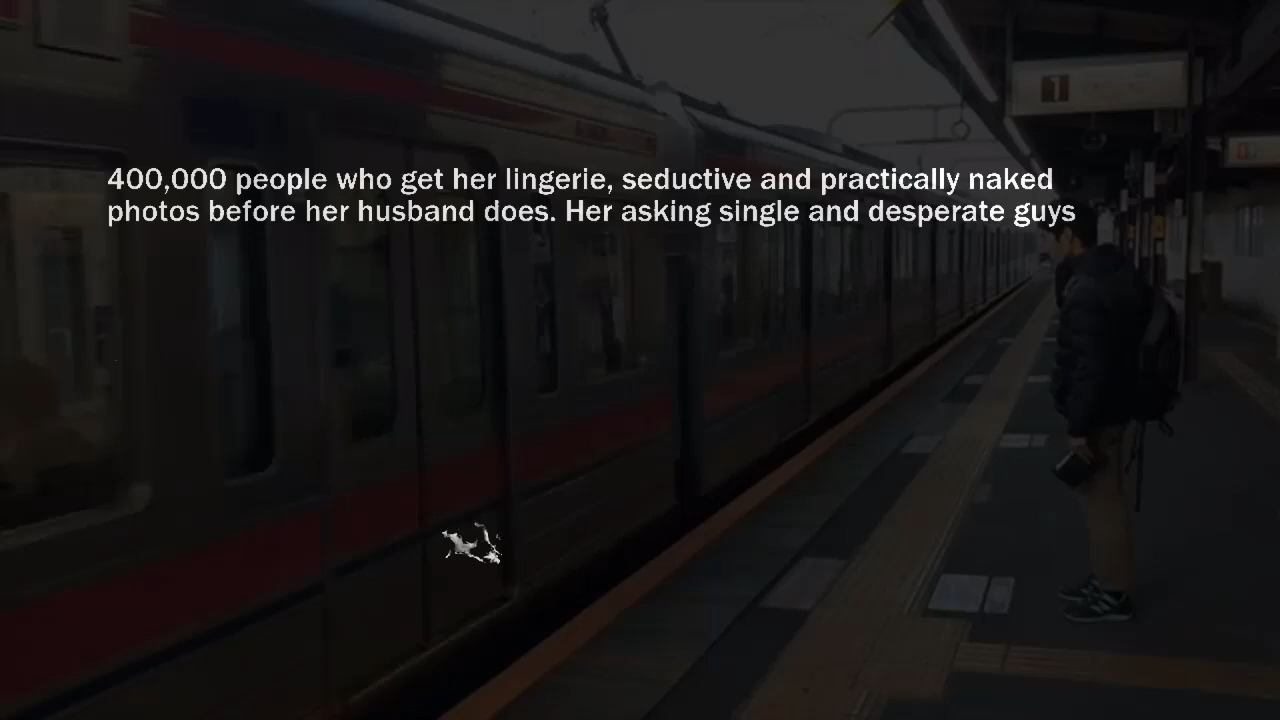 400,000 people who get her lingerie, seductive and practically naked
photos before her husband does. Her asking single and desperate guys
1